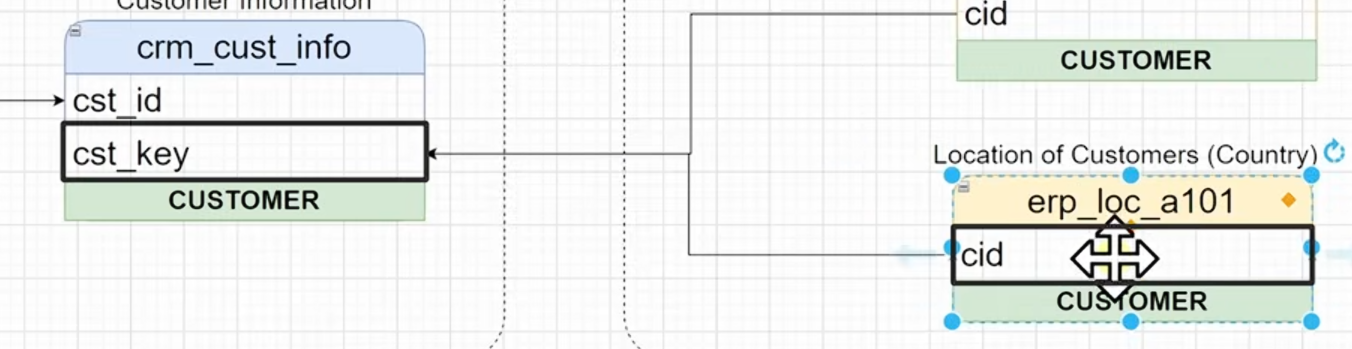 Customer Information
crm_cust_info
cst_id
cst_key
CUSTOMER
cid
CUSTOMER
Location of Customers (Country)
erp_loc_a101
cid
CUSTOMER